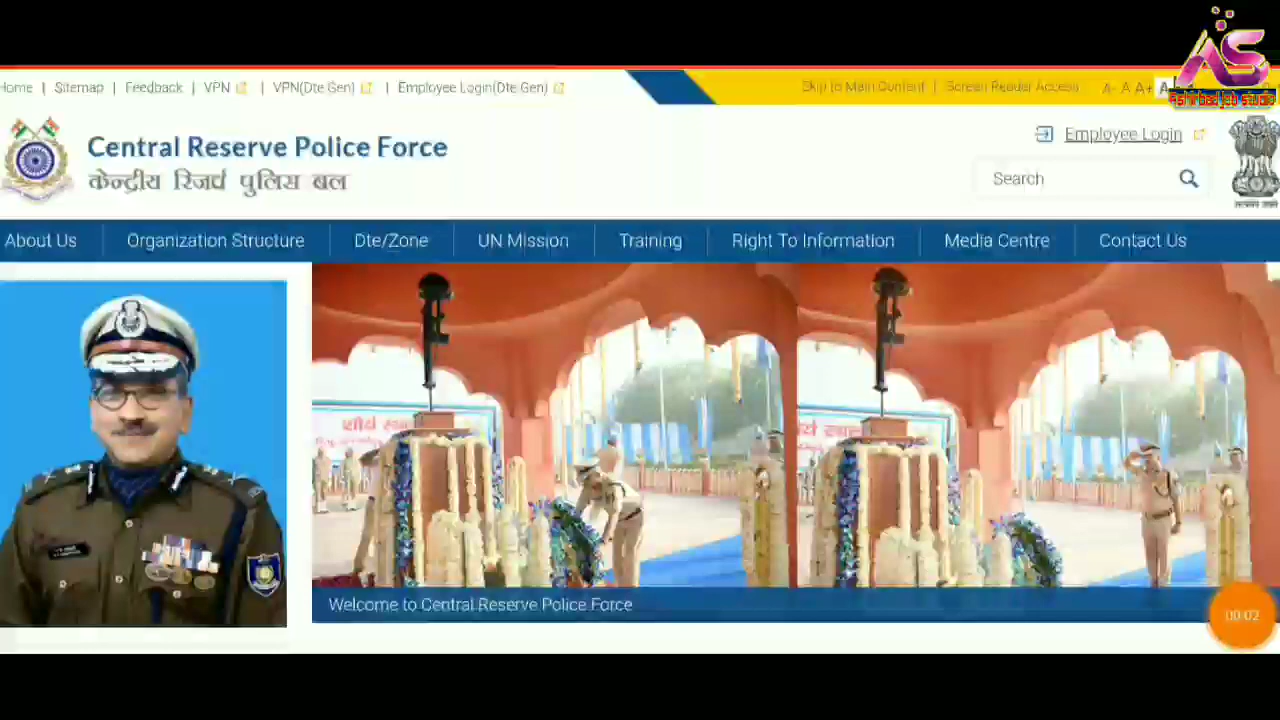 Home | Sitemap | Feedback | VPN | VPN(Dte Gen) | Employee Login(Dte Gen)
Skip to Main Content | Screen Reader Access A- A A+ A
AS
Central Reserve Police Force
केन्द्रीय रिजर्व पुलिस बल
Employee Login
Search
About Us
Organization Structure
Dte/Zone
UN Mission
Training
Right To Information
Media Centre
Contact Us
शौर्य
Welcome to Central Reserve Police Force
00:02